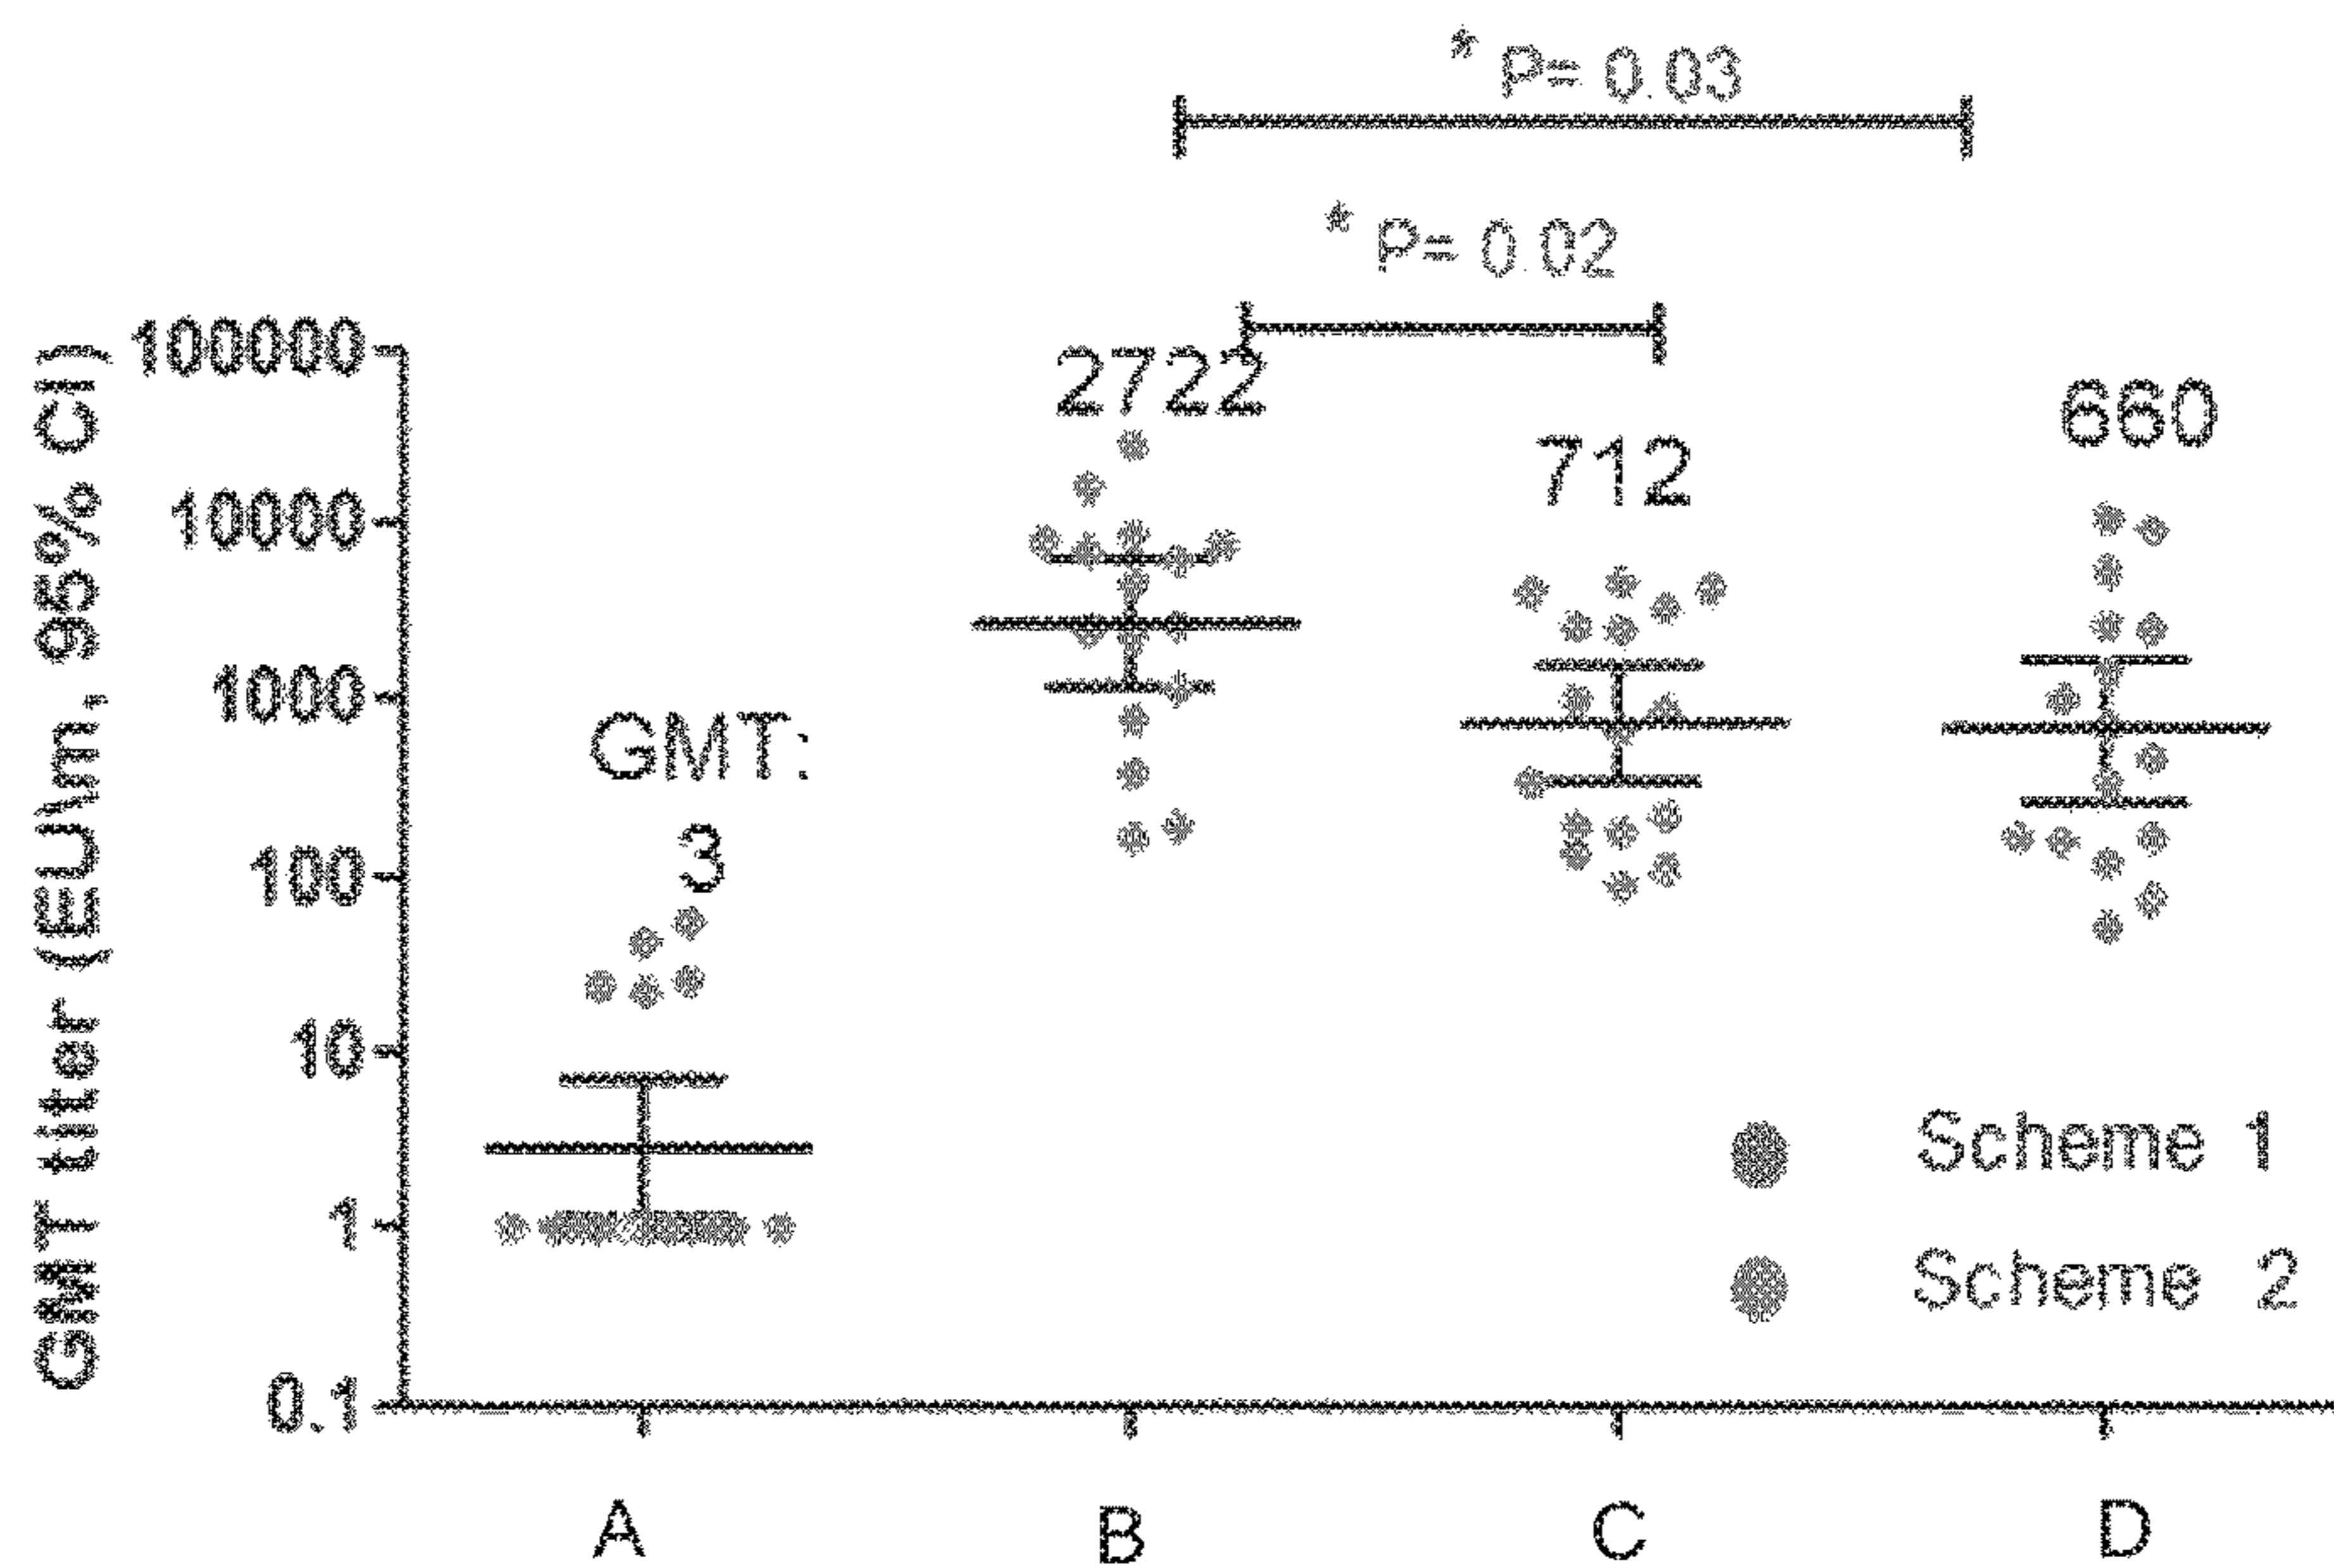 * P= 0.03
* P= 0.02
GMT titer (EU\m, 95% CI)
100000
10000
1000
100
10
1
0.1
GMT:
3
2722
712
660
Scheme 1
Scheme 2
A B C D